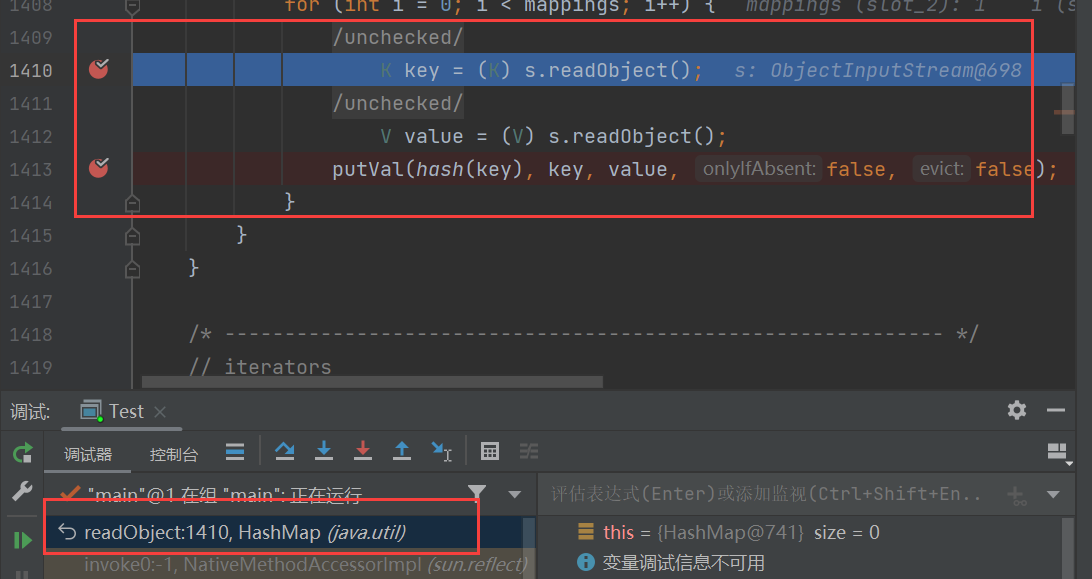 1408 for (int i = 0; i < mappings; i++) { mappings (slot_2): 1 i (s
1409 /unchecked/
1410 K key = (K) s.readObject(); s: ObjectInputStream@698
1411 /unchecked/
1412 V value = (V) s.readObject();
1413 putVal(hash(key), key, value, onlyIfAbsent: false, evict: false);
1414 }
1415 }
1416 }
1417
1418 /* ------------------------------------------------------------ */
1419 // iterators
调试: Test
调试器 控制台
"main"@1 在组 "main": 正在运行
评估表达式(Enter)或添加监视(Ctrl+Shift+En..
readObject:1410, HashMap (java.util)
this = {HashMap@741} size = 0
invoke0:-1, NativeMethodAccessorImpl (sun.reflect)
变量调试信息不可用